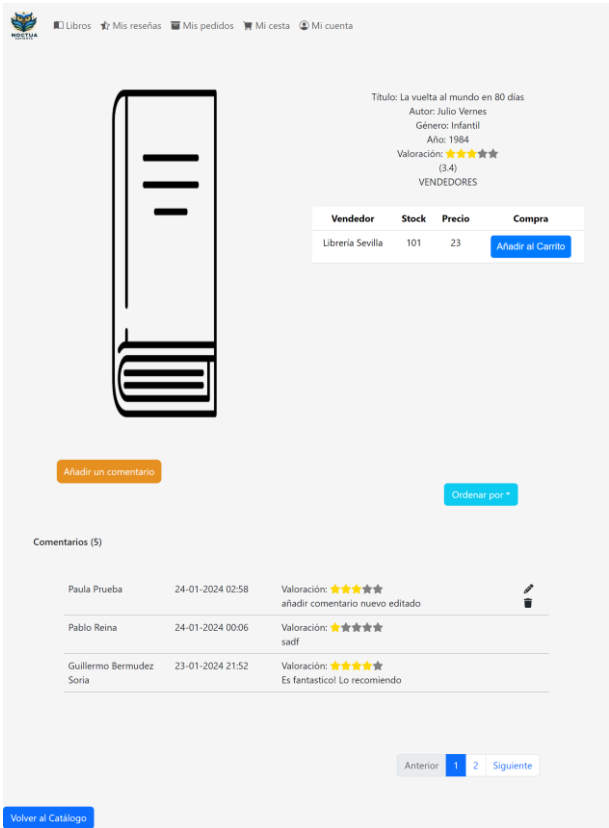 NOCTUA
Libros Mis reseñas Mis pedidos Mi cesta Mi cuenta
Título: La vuelta al mundo en 80 días
Autor: Julio Vernes
Género: Infantil
Año: 1984
Valoración:
(3.4)
VENDEDORES
Vendedor Stock Precio Compra
Librería Sevilla 101 23 Añadir al Carrito
Añadir un comentario
Ordenar por
Comentarios (5)
Paula Prueba 24-01-2024 02:58 Valoración:
añadir comentario nuevo editado
Pablo Reina 24-01-2024 00:06 Valoración:
sadf
Guillermo Bermudez 23-01-2024 21:52 Valoración:
Soria Es fantastico! Lo recomiendo
Anterior 1 2 Siguiente
Volver al Catálogo